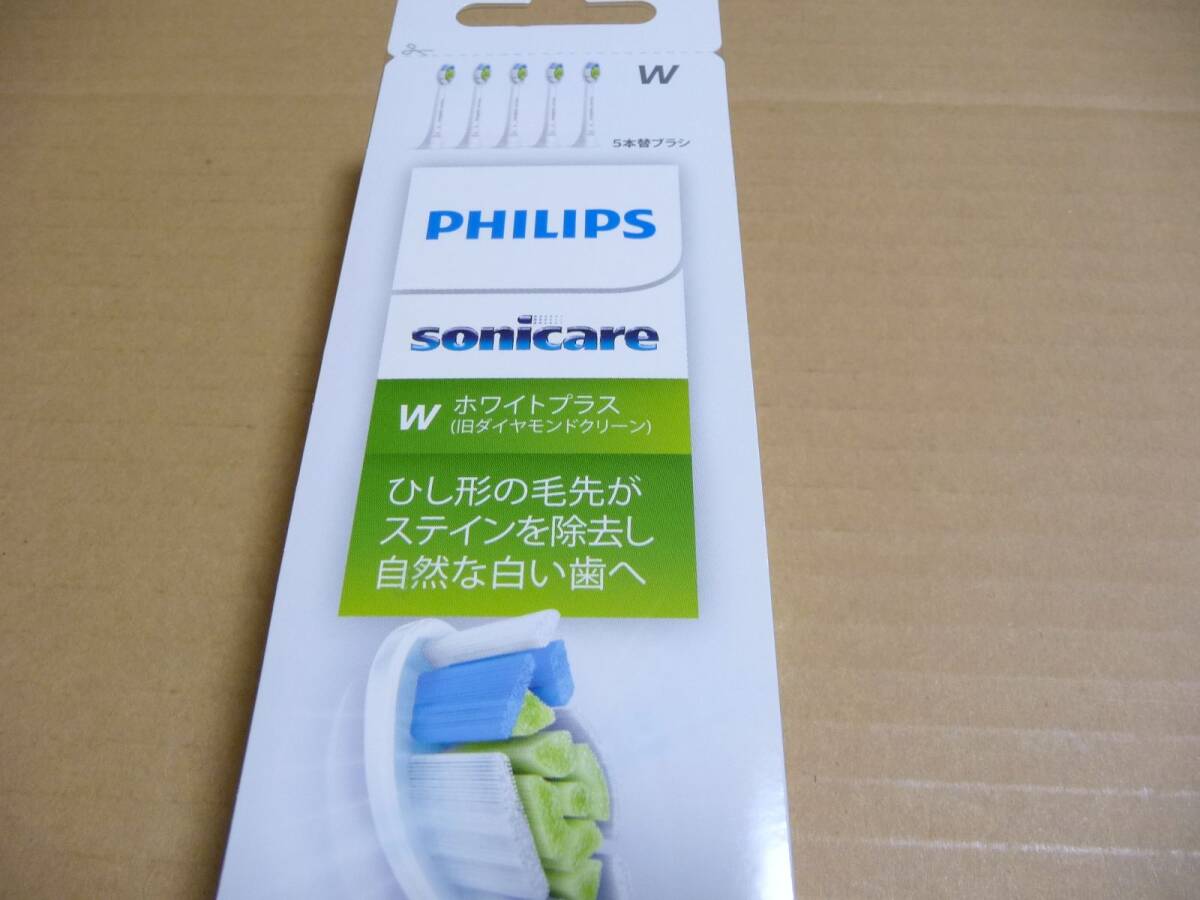 W
5本替ブラシ
PHILIPS
sonicare
W ホワイトプラス
(旧ダイヤモンドクリーン)
ひし形の毛先が
ステインを除去し
自然な白い歯へ